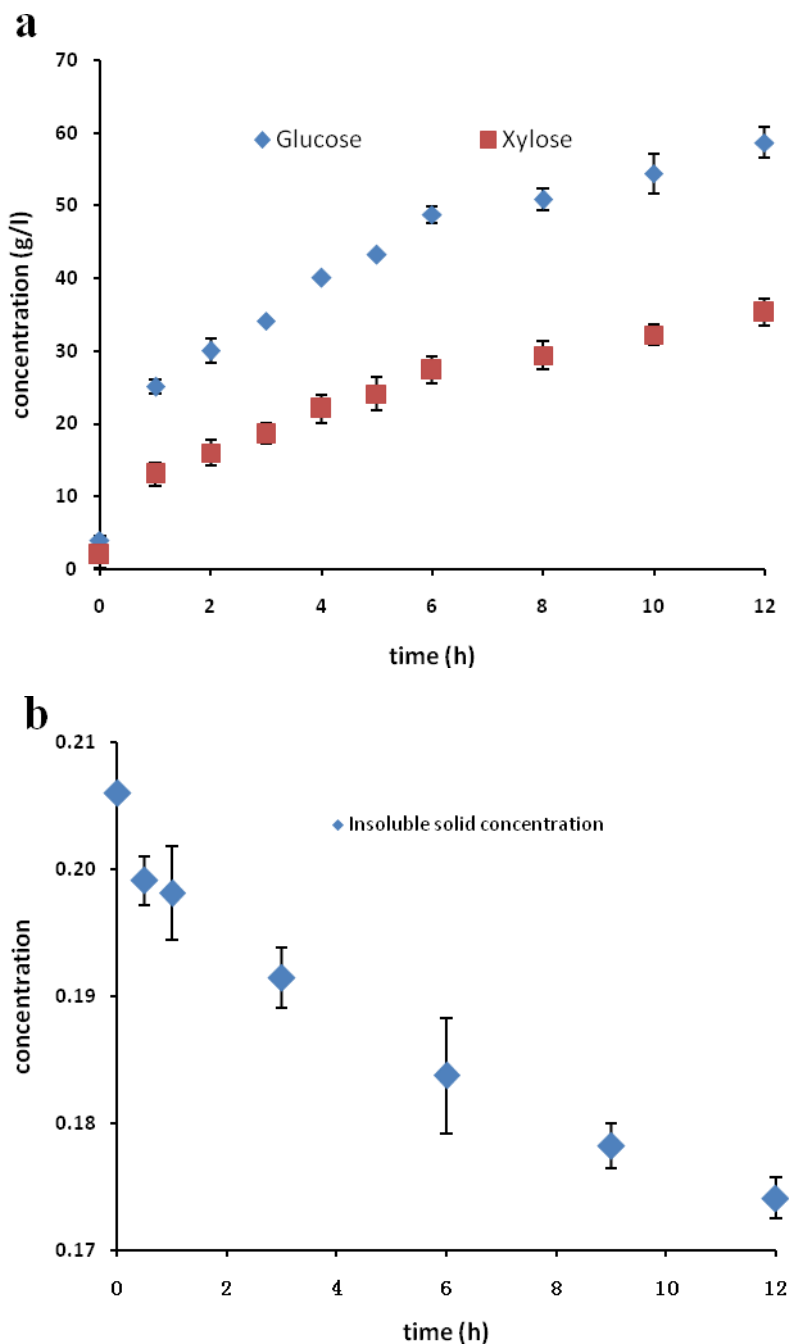 a
70
60
50
40
30
20
10
0
Glucose
Xylose
concentration (g/l)
0 2 4 6 8 10 12
time (h)
b
0.21
0.20
0.19
0.18
0.17
Insoluble solid concentration
concentration
0 2 4 6 8 10 12
time (h)